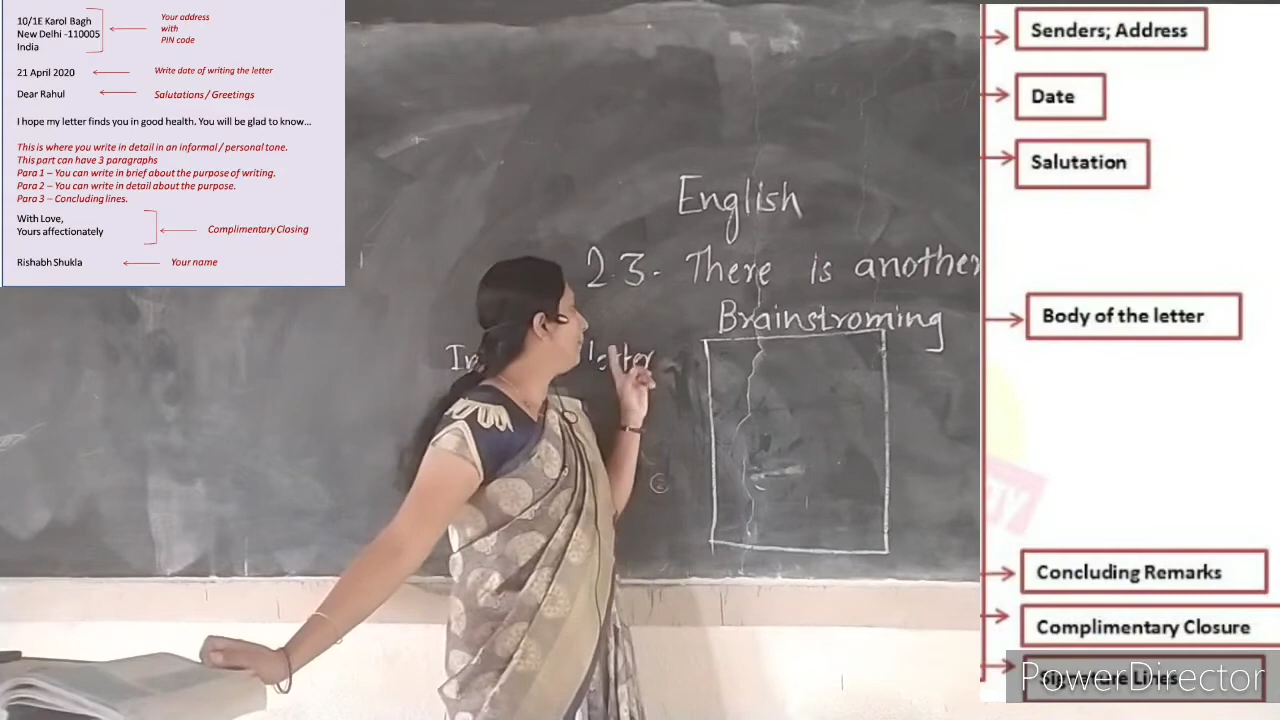 10/1E Karol Bagh
New Delhi -110005
India
Your address
with
PIN code
21 April 2020
Write date of writing the letter
Dear Rahul
Salutations / Greetings
I hope my letter finds you in good health. You will be glad to know...
This is where you write in detail in an informal / personal tone.
This part can have 3 paragraphs
Para 1 – You can write in brief about the purpose of writing.
Para 2 – You can write in detail about the purpose.
Para 3 – Concluding lines.
With Love,
Yours affectionately
Complimentary Closing
Rishabh Shukla
Your name
English
2.3. There is another
Brainstroming
letter
Senders; Address
Date
Salutation
Body of the letter
Concluding Remarks
Complimentary Closure
Signature Lines
PowerDirector